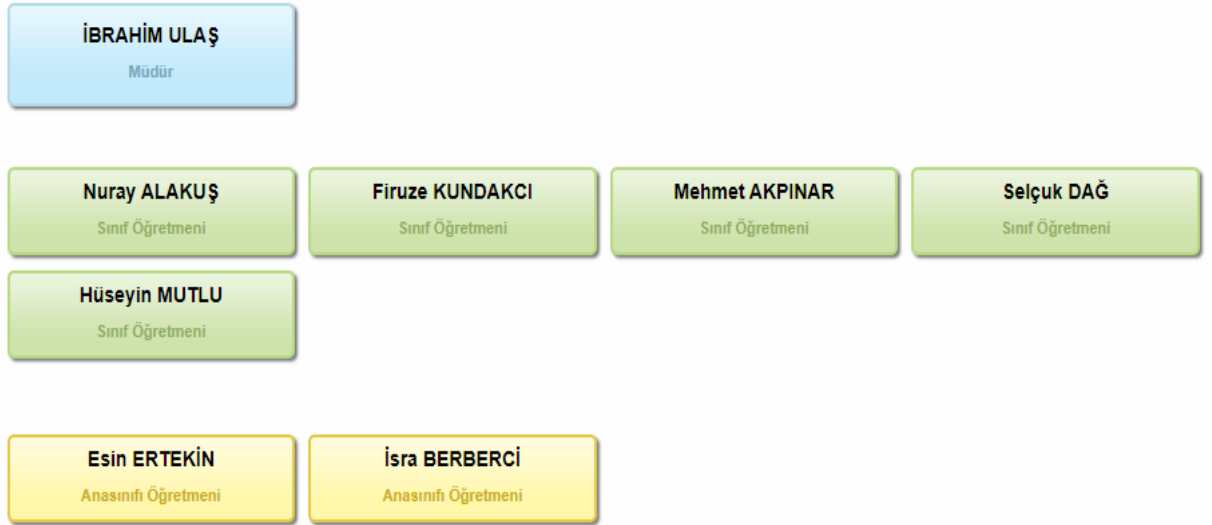 İBRAHİM ULAŞ
Müdür
Nuray ALAKUŞ
Sınıf Öğretmeni
Firuze KUNDAKCI
Sınıf Öğretmeni
Mehmet AKPINAR
Sınıf Öğretmeni
Selçuk DAĞ
Sınıf Öğretmeni
Hüseyin MUTLU
Sınıf Öğretmeni
Esin ERTEKİN
Anasınıfı Öğretmeni
İsra BERBERCİ
Anasınıfı Öğretmeni